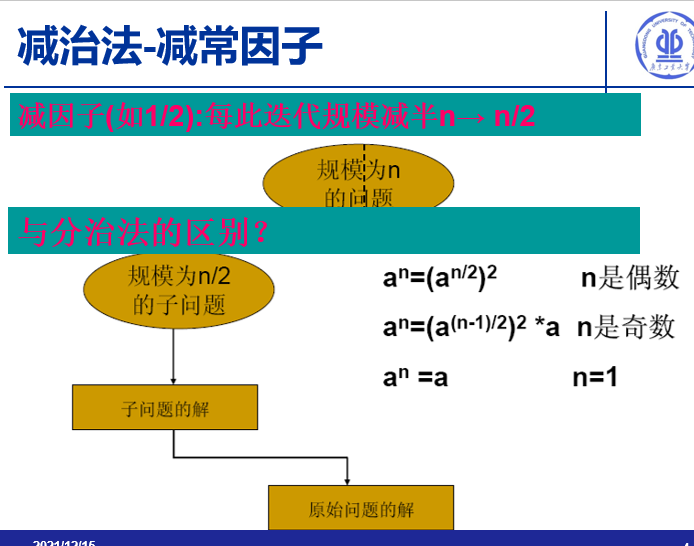 减治法-减常因子
减因子(如1/2):每此迭代规模减半n→ n/2
规模为n
的问题
与分治法的区别？
规模为n/2
的子问题
aⁿ=(a^{n/2})² n是偶数
aⁿ=(a^{(n-1)/2})² *a n是奇数
aⁿ =a n=1
子问题的解
原始问题的解
2021/12/15